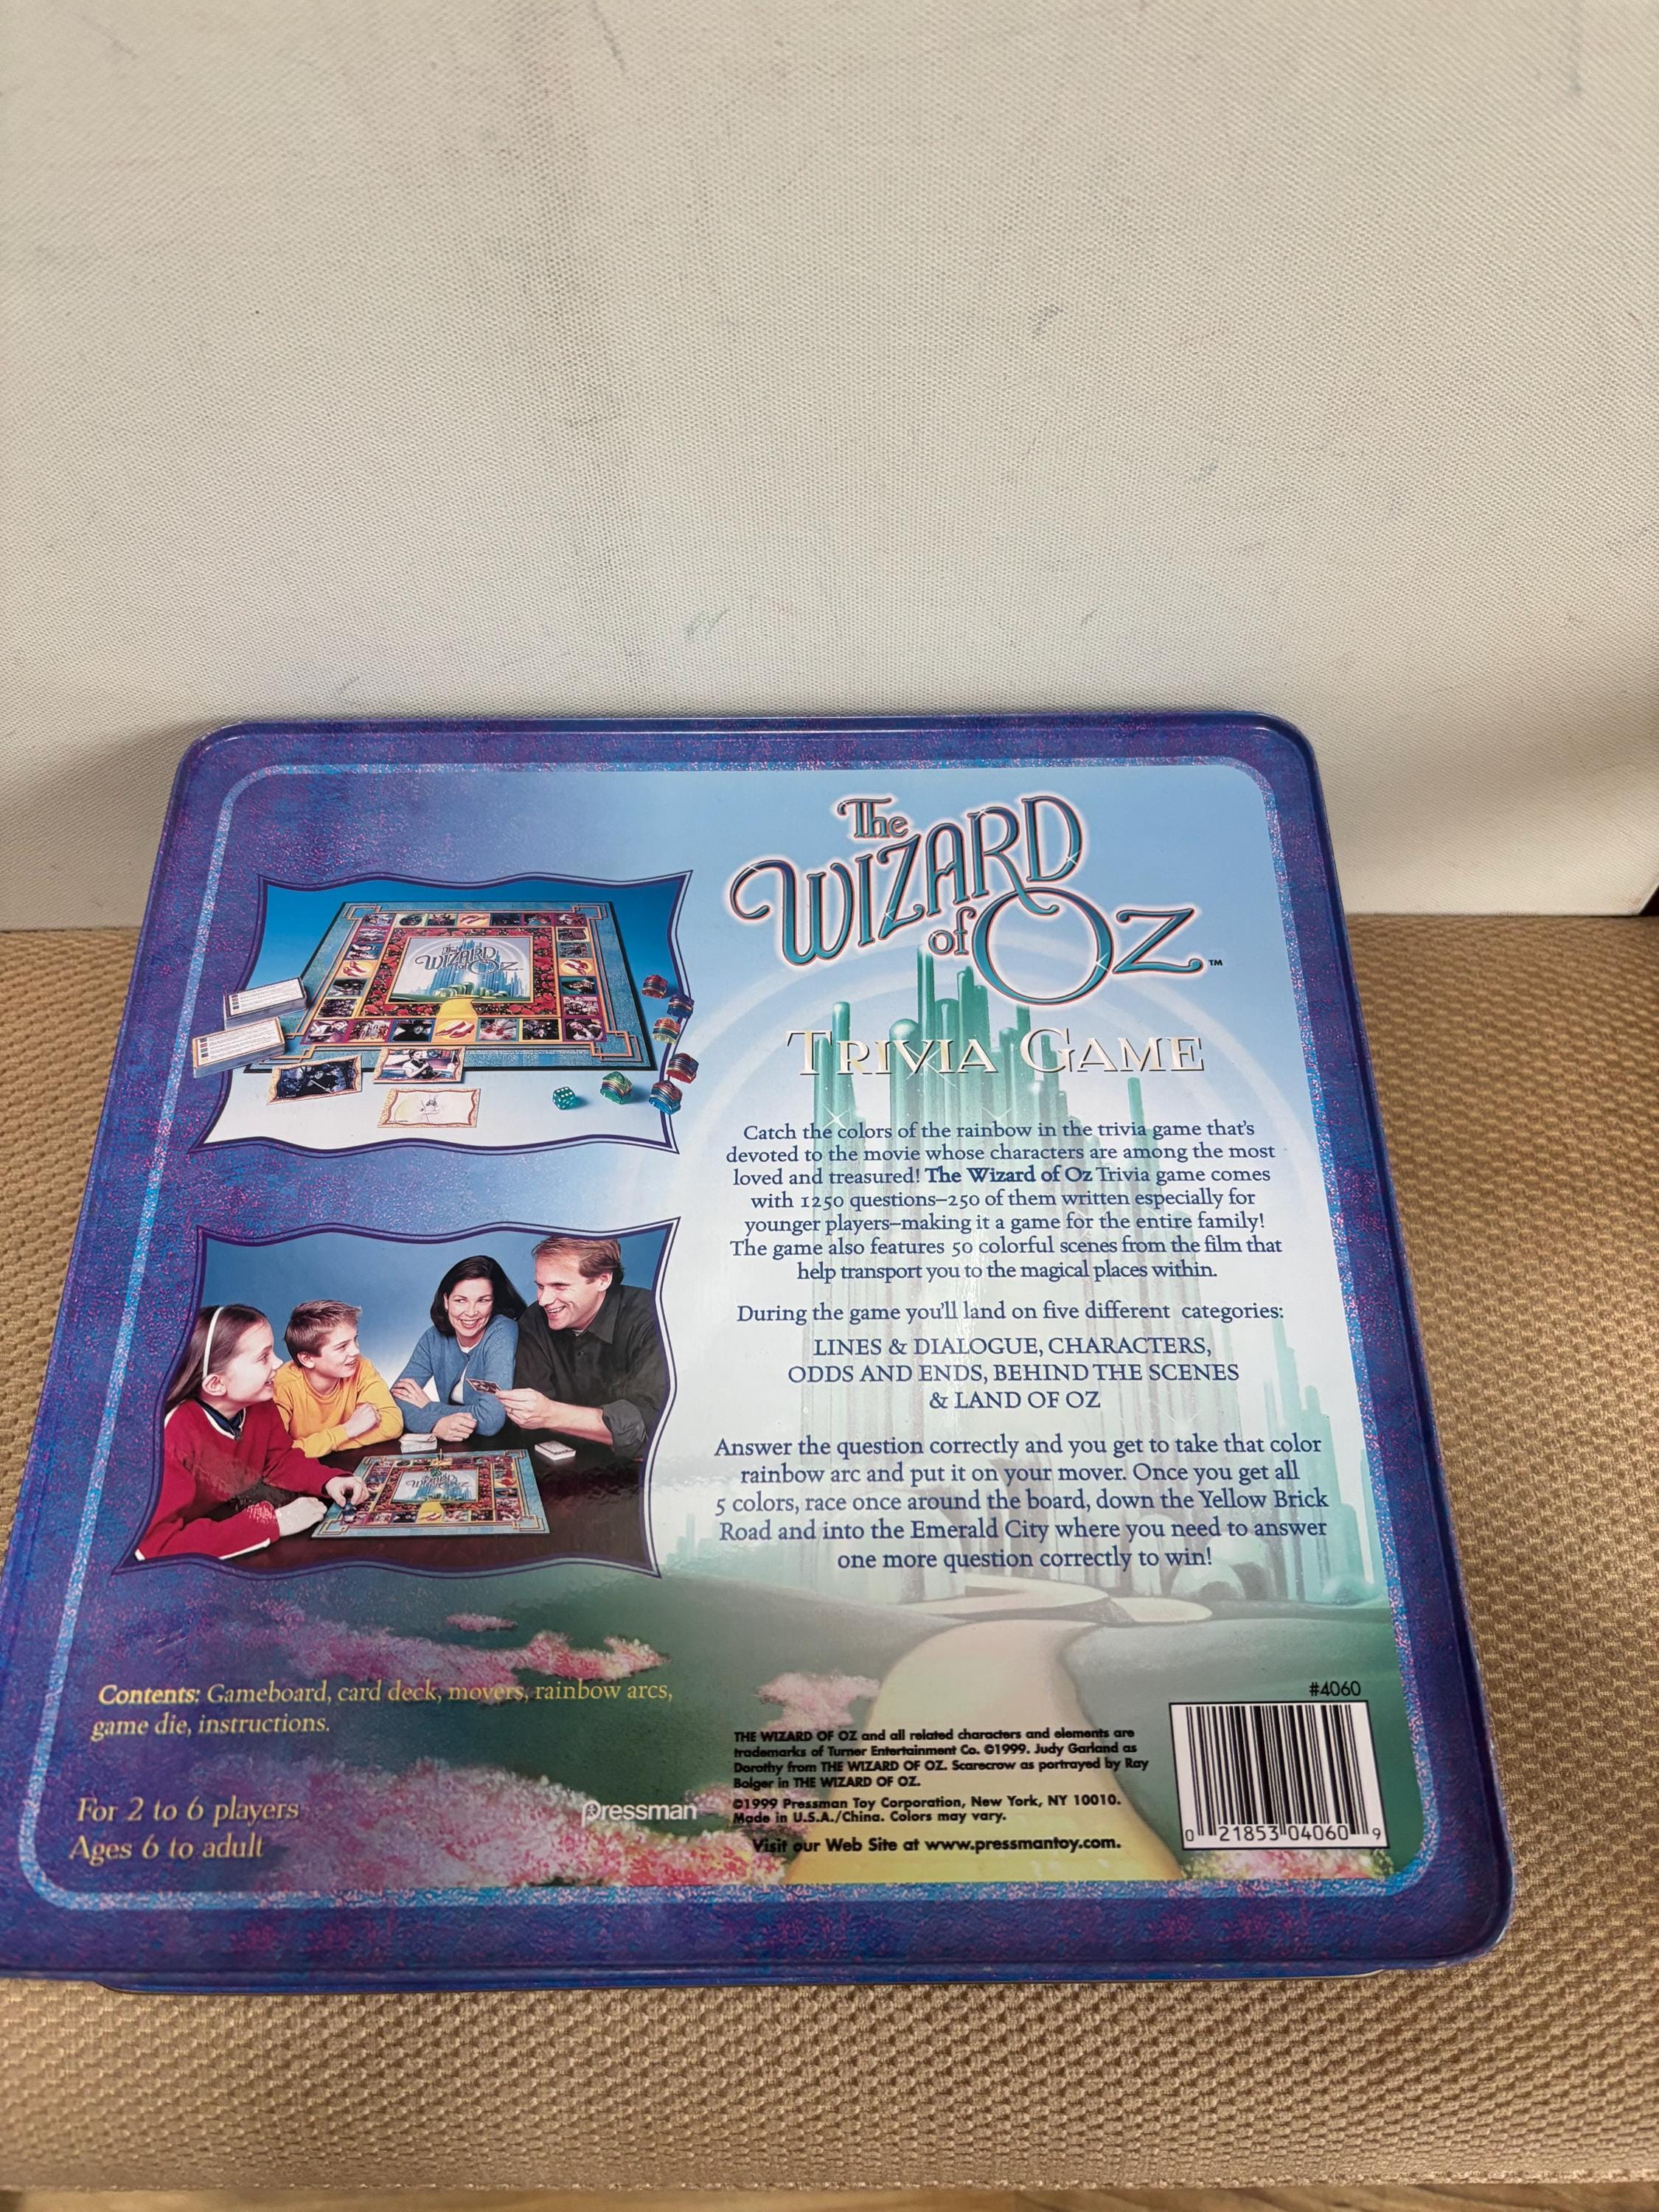 The
WIZARD
of OZ™
TRIVIA GAME
Catch the colors of the rainbow in the trivia game that's
devoted to the movie whose characters are among the most
loved and treasured! The Wizard of Oz Trivia game comes
with 1250 questions–250 of them written especially for
younger players–making it a game for the entire family!
The game also features 50 colorful scenes from the film that
help transport you to the magical places within.
During the game you'll land on five different categories:
LINES & DIALOGUE, CHARACTERS,
ODDS AND ENDS, BEHIND THE SCENES
& LAND OF OZ
Answer the question correctly and you get to take that color
rainbow arc and put it on your mover. Once you get all
5 colors, race once around the board, down the Yellow Brick
Road and into the Emerald City where you need to answer
one more question correctly to win!
The
WIZARD
of OZ
Contents: Gameboard, card deck, movers, rainbow arcs,
game die, instructions.
For 2 to 6 players
Ages 6 to adult
Pressman
THE WIZARD OF OZ and all related characters and elements are
trademarks of Turner Entertainment Co. ©1999. Judy Garland as
Dorothy from THE WIZARD OF OZ. Scarecrow as portrayed by Ray
Bolger in THE WIZARD OF OZ.
©1999 Pressman Toy Corporation, New York, NY 10010.
Made in U.S.A./China. Colors may vary.
Visit our Web Site at www.pressmantoy.com.
#4060
0 21853 04060 9